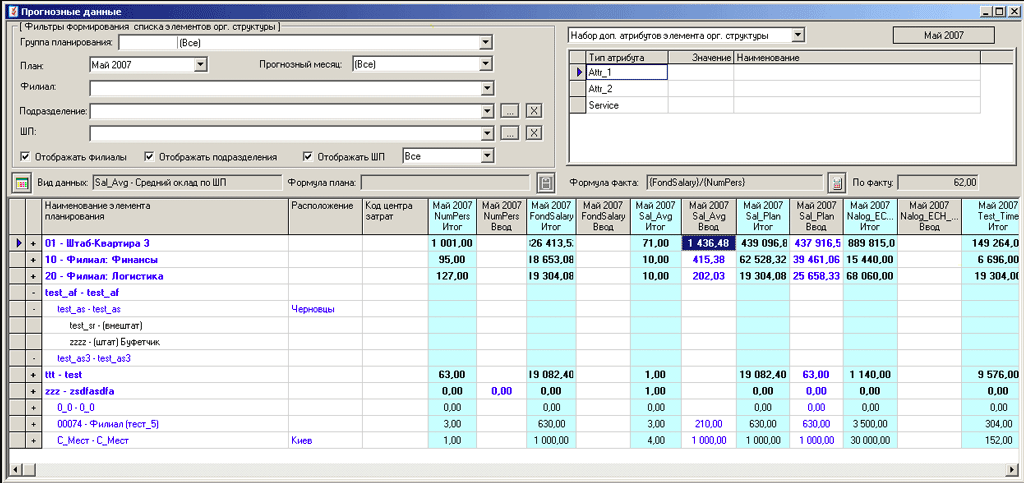 Прогнозные данные
[ Фильтры формирования списка элементов орг. структуры ]
Группа планирования: (Все)
План: Май 2007 Прогнозный месяц: (Все)
Филиал:
Подразделение: ... X
ШП: ... X
Отображать филиалы Отображать подразделения Отображать ШП Все
Набор доп. атрибутов элемента орг. структуры Май 2007
Тип атрибута Значение Наименование
Attr_1
Attr_2
Service
Вид данных: Sal_Avg - Средний оклад по ШП Формула плана: Формула факта: {FondSalary}/{NumPers} По факту: 62,00
Наименование элемента Расположение Код центра Май 2007 Май 2007 Май 2007 Май 2007 Май 2007 Май 2007 Май 2007 Май 2007 Май 2007 Май 2007 Май 2007
планирования затрат NumPers NumPers FondSalary FondSalary Sal_Avg Sal_Avg Sal_Plan Sal_Plan Nalog_EC... Nalog_ECH_... Test_Time
Итог Ввод Итог Ввод Итог Ввод Итог Ввод Итог Ввод Итог
+ 01 - Штаб-Квартира 3 1 001,00 26 413,5 71,00 1 436,48 439 096,8 437 916,5 889 815,0 149 264,0
+ 10 - Филиал: Финансы 95,00 18 653,08 10,00 415,38 62 528,32 39 461,06 15 440,00 6 696,00
+ 20 - Филиал: Логистика 127,00 19 304,08 10,00 202,03 19 304,08 25 658,33 68 060,00 19 304,00
- test_af - test_af
- test_as - test_as Черновцы
test_sr - (внештат)
zzzz - (штат) Буфетчик
- test_as3 - test_as3
+ ttt - test 63,00 19 082,40 1,00 19 082,40 63,00 1 140,00 9 576,00
+ zzz - zsdfasdfa 0,00 0,00 0,00 1,00 0,00 0,00 0,00 0,00
+ 0_0 - 0_0 0,00 0,00 0,00 0,00 0,00 0,00
+ 00074 - Филиал (тест_5) 3,00 630,00 3,00 210,00 630,00 630,00 3 500,00 304,00
+ С_Мест - С_Мест Киев 1,00 1 000,00 4,00 1 000,00 1 000,00 1 000,00 30 000,00 152,00